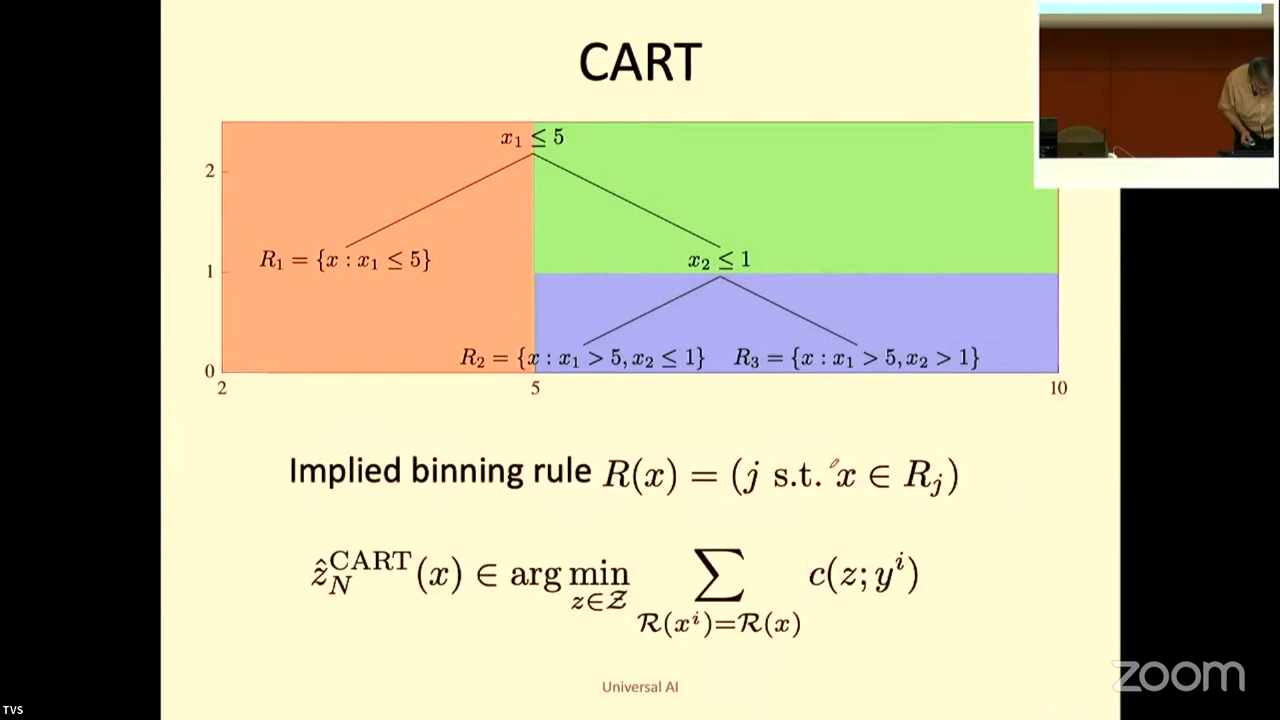 CART
x₁ ≤ 5
2
R₁ = {x : x₁ ≤ 5}
x₂ ≤ 1
1
R₂ = {x : x₁ > 5, x₂ ≤ 1}
R₃ = {x : x₁ > 5, x₂ > 1}
0
2
5
10
Implied binning rule R(x) = (j s.t. x ∈ Rⱼ)
ẑ_N^CART(x) ∈ arg min_{z∈𝒵} ∑_{ℛ(xⁱ)=ℛ(x)} c(z; yⁱ)
Universal AI
zoom
TVS